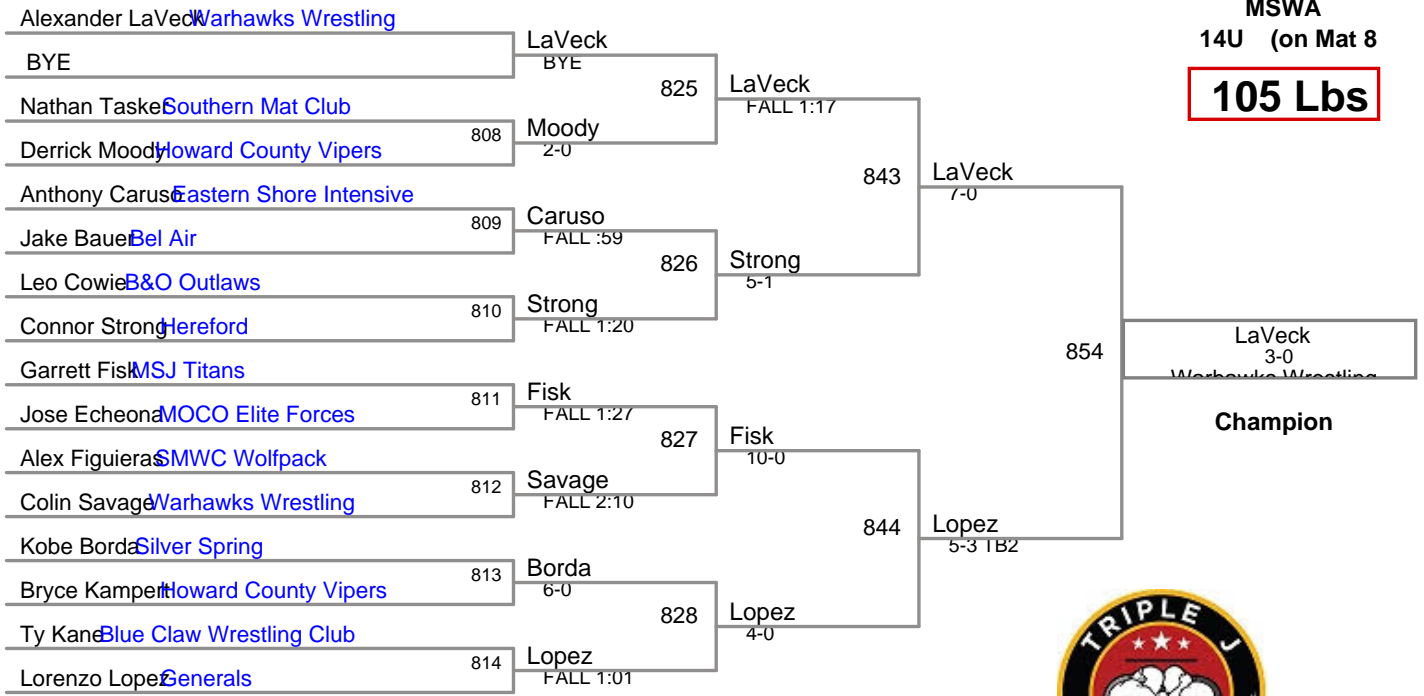 MSWA
14U (on Mat 8
105 Lbs
Alexander LaVeck Warhawks Wrestling
BYE
Nathan Tasker Southern Mat Club
Derrick Moody Howard County Vipers
Anthony Caruso Eastern Shore Intensive
Jake Bauer Bel Air
Leo Cowie B&O Outlaws
Connor Strong Hereford
Garrett Fisk MSJ Titans
Jose Echeona MOCO Elite Forces
Alex Figuieras SMWC Wolfpack
Colin Savage Warhawks Wrestling
Kobe Borda Silver Spring
Bryce Kampert Howard County Vipers
Ty Kane Blue Claw Wrestling Club
Lorenzo Lopez Generals
808
809
810
811
812
813
814
LaVeck
BYE
Moody
2-0
Caruso
FALL :59
Strong
FALL 1:20
Fisk
FALL 1:27
Savage
FALL 2:10
Borda
6-0
Lopez
FALL 1:01
825
826
827
828
LaVeck
FALL 1:17
Strong
5-1
Fisk
10-0
Lopez
4-0
843
844
LaVeck
7-0
Lopez
5-3 TB2
854
LaVeck
3-0
Warhawks Wrestling
Champion
TRIPLE J